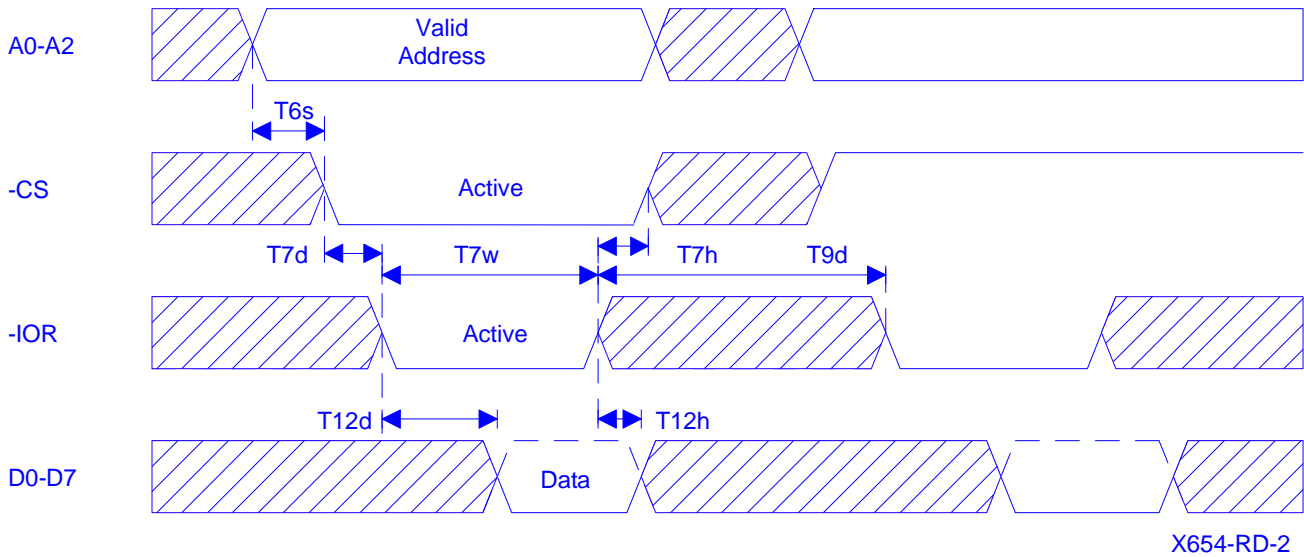 A0-A2
Valid
Address
T6s
-CS
Active
T7d
T7w
T7h
T9d
-IOR
Active
T12d
T12h
D0-D7
Data
X654-RD-2